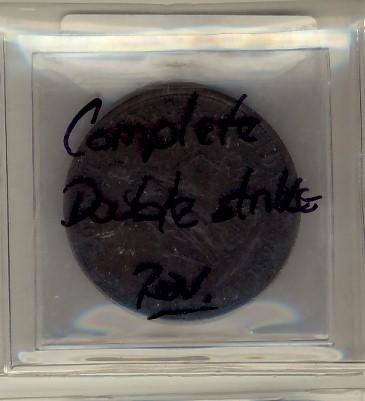 Complete
Double strike
Rev.